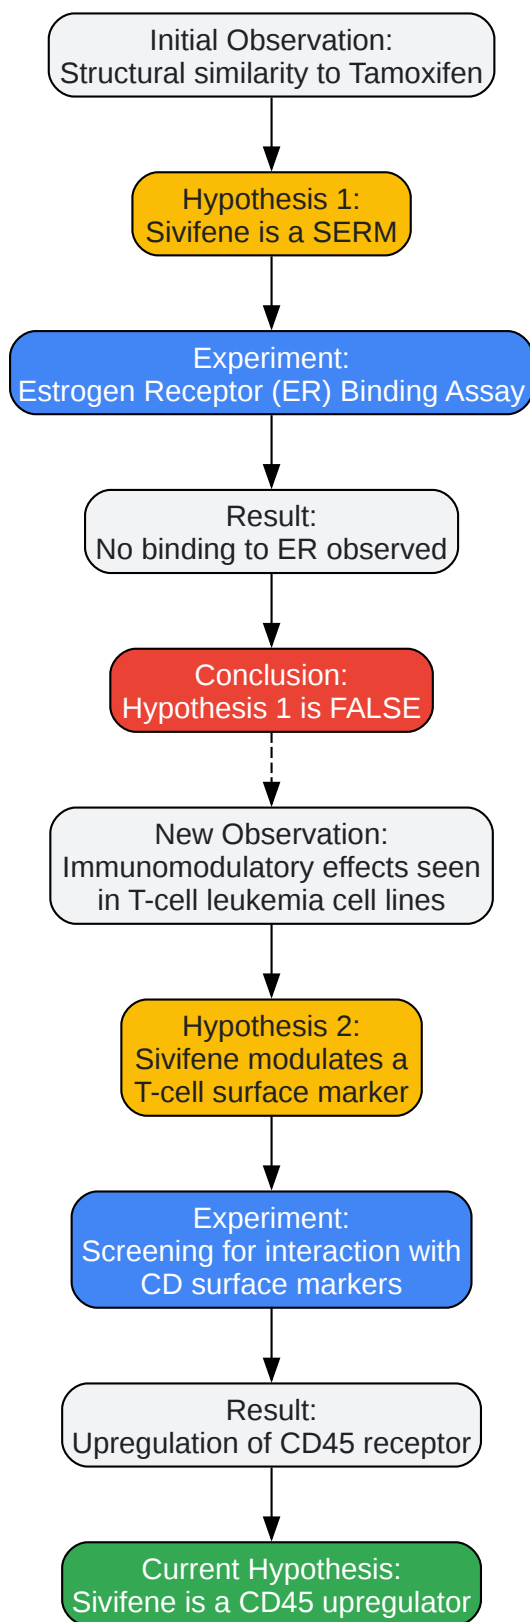 Initial Observation:
Structural similarity to Tamoxifen
Hypothesis 1:
Sivifene is a SERM
Experiment:
Estrogen Receptor (ER) Binding Assay
Result:
No binding to ER observed
Conclusion:
Hypothesis 1 is FALSE
New Observation:
Immunomodulatory effects seen
in T-cell leukemia cell lines
Hypothesis 2:
Sivifene modulates a
T-cell surface marker
Experiment:
Screening for interaction with
CD surface markers
Result:
Upregulation of CD45 receptor
Current Hypothesis:
Sivifene is a CD45 upregulator